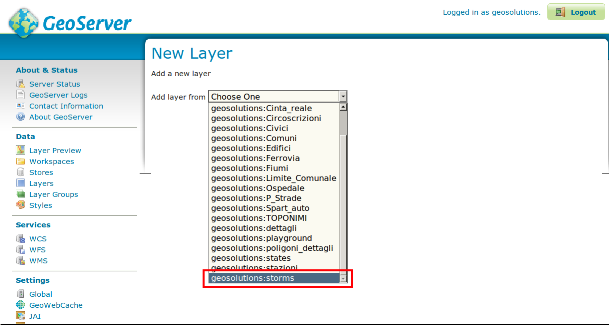 GeoServer
Logged in as geosolutions.
Logout
About & Status
Server Status
GeoServer Logs
Contact Information
About GeoServer
Data
Layer Preview
Workspaces
Stores
Layers
Layer Groups
Styles
Services
WCS
WFS
WMS
Settings
Global
GeoWebCache
JAI
New Layer
Add a new layer
Add layer from Choose One
geosolutions:Cinta_reale
geosolutions:Circoscrizioni
geosolutions:Civici
geosolutions:Comuni
geosolutions:Edifici
geosolutions:Ferrovia
geosolutions:Fiumi
geosolutions:Limite_Comunale
geosolutions:Ospedale
geosolutions:P_Strade
geosolutions:Spart_auto
geosolutions:TOPONIMI
geosolutions:dettagli
geosolutions:playground
geosolutions:poligoni_dettagli
geosolutions:states
geosolutions:stazioni
geosolutions:storms